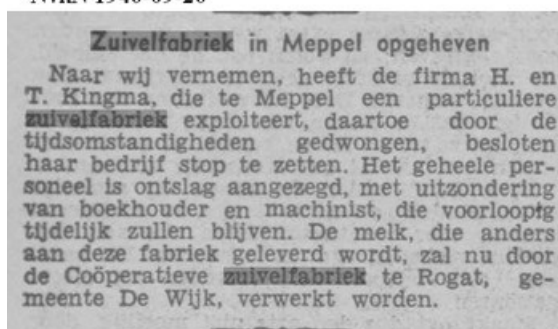 Zuivelfabriek in Meppel opgeheven
Naar wij vernemen, heeft de firma H. en
T. Kingma, die te Meppel een particuliere
zuivelfabriek exploiteert, daartoe door de
tijdsomstandigheden gedwongen, besloten
haar bedrijf stop te zetten. Het geheele per-
soneel is ontslag aangezegd, met uitzondering
van boekhouder en machinist, die voorloopig
tijdelijk zullen blijven. De melk, die anders
aan deze fabriek geleverd wordt, zal nu door
de Coöperatieve zuivelfabriek te Rogat, ge-
meente De Wijk, verwerkt worden.